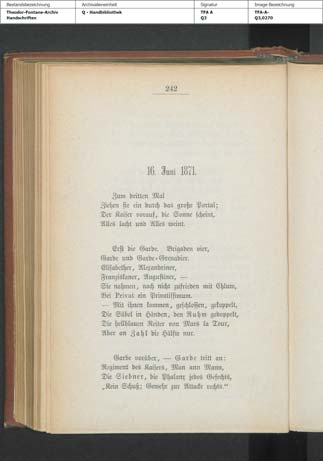 Bestandsbezeichnung
Theodor-Fontane-Archiv
Handschriften
Archivalieneinheit
Q - Handbibliothek
Signatur
TFA A
Q3
Image Bezeichnung
TFA-A-
Q3,0270
242
16. Juni 1871.
Zum dritten Mal
Ziehen sie ein durch das große Portal;
Der Kaiser vorauf, die Sonne scheint,
Alles lacht und Alles weint.
Erst die Garde. Brigaden vier,
Garde und Garde-Grenadier.
Elisabether, Alexandriner,
Franziskaner, Augustiner, —
Sie nahmen, noch nicht zufrieden mit Chlum,
Bei Privat ein Privatissimum.
— Mit ihnen kommen, geschlossen, gekoppelt,
Die Säbel in Händen, den Ruhm gedoppelt,
Die hellblauen Reiter von Mars la Tour,
Aber an Zahl die Hälfte nur.
Garde vorüber, — Garde tritt an:
Regiment des Kaisers, Mann an Mann,
Die Siebner, die Phalanx jedes Gefechts,
„Kein Schuß; Gewehr zur Attacke rechts.“